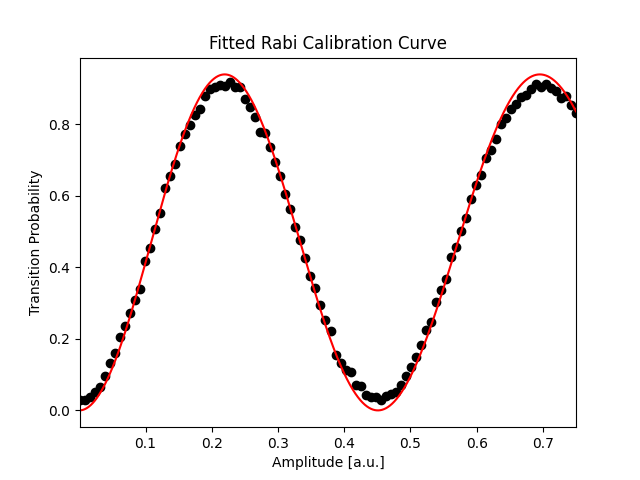 Fitted Rabi Calibration Curve
Transition Probability
0.8
0.6
0.4
0.2
0.0
0.1 0.2 0.3 0.4 0.5 0.6 0.7
Amplitude [a.u.]